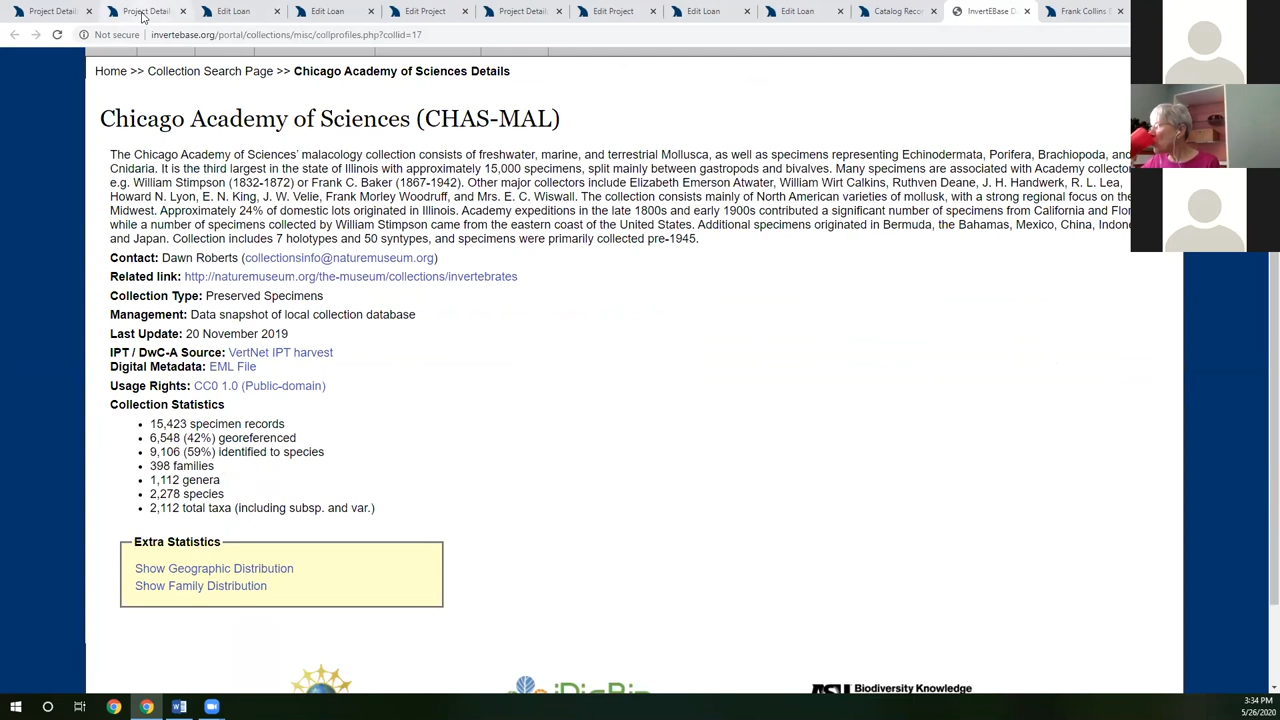 Project Detail Project Detail Edit Loan Edit Loan Edit Project Project Detail Edit Project Edit Loan Edit Loan Catalog Reco InvertEBase D Frank Collins
Not secure invertebase.org/portal/collections/misc/collprofiles.php?collid=17
Home >> Collection Search Page >> Chicago Academy of Sciences Details
Chicago Academy of Sciences (CHAS-MAL)
The Chicago Academy of Sciences' malacology collection consists of freshwater, marine, and terrestrial Mollusca, as well as specimens representing Echinodermata, Porifera, Brachiopoda, and
Cnidaria. It is the third largest in the state of Illinois with approximately 15,000 specimens, split mainly between gastropods and bivalves. Many specimens are associated with Academy collector
e.g. William Stimpson (1832-1872) or Frank C. Baker (1867-1942). Other major collectors include Elizabeth Emerson Atwater, William Wirt Calkins, Ruthven Deane, J. H. Handwerk, R. L. Lea,
Howard N. Lyon, E. N. King, J. W. Velie, Frank Morley Woodruff, and Mrs. E. C. Wiswall. The collection consists mainly of North American varieties of mollusk, with a strong regional focus on the
Midwest. Approximately 24% of domestic lots originated in Illinois. Academy expeditions in the late 1800s and early 1900s contributed a significant number of specimens from California and Flor
while a number of specimens collected by William Stimpson came from the eastern coast of the United States. Additional specimens originated in Bermuda, the Bahamas, Mexico, China, Indone
and Japan. Collection includes 7 holotypes and 50 syntypes, and specimens were primarily collected pre-1945.
Contact: Dawn Roberts (collectionsinfo@naturemuseum.org)
Related link: http://naturemuseum.org/the-museum/collections/invertebrates
Collection Type: Preserved Specimens
Management: Data snapshot of local collection database
Last Update: 20 November 2019
IPT / DwC-A Source: VertNet IPT harvest
Digital Metadata: EML File
Usage Rights: CC0 1.0 (Public-domain)
Collection Statistics
• 15,423 specimen records
• 6,548 (42%) georeferenced
• 9,106 (59%) identified to species
• 398 families
• 1,112 genera
• 2,278 species
• 2,112 total taxa (including subsp. and var.)
Extra Statistics
Show Geographic Distribution
Show Family Distribution
iDigBio ASU Biodiversity Knowledge
3:34 PM
5/26/2020